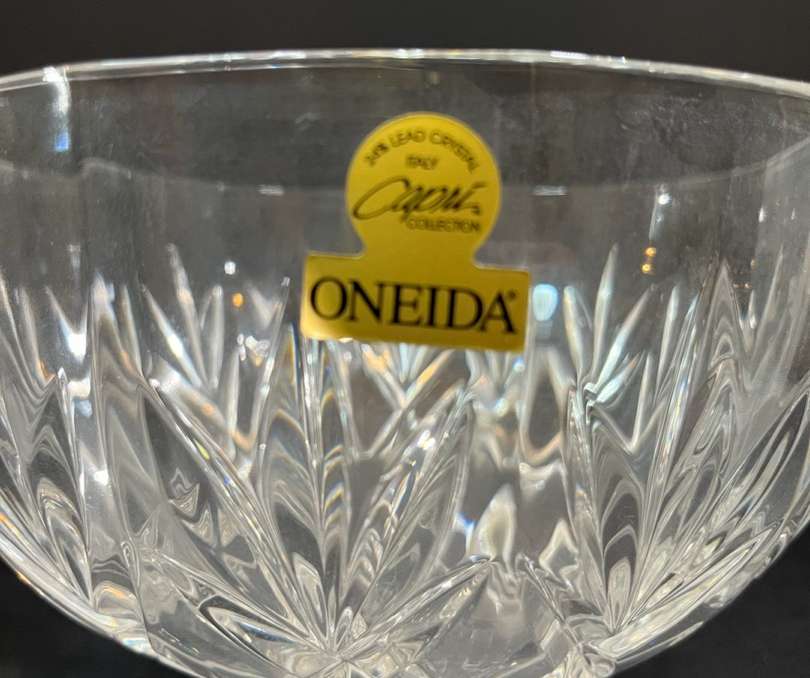 24% LEAD CRYSTAL
ITALY
Capri
COLLECTION
ONEIDA®